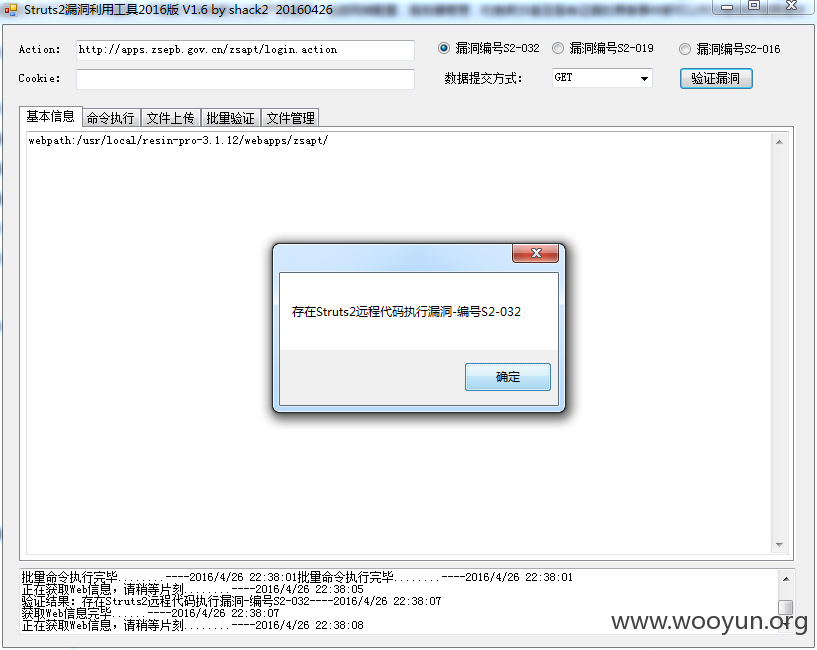 Struts2漏洞利用工具2016版 V1.6 by shack2 20160426
Action: http://apps.zsepb.gov.cn/zsapt/login.action 漏洞编号S2-032 漏洞编号S2-019 漏洞编号S2-016
Cookie: 数据提交方式: GET 验证漏洞
基本信息 命令执行 文件上传 批量验证 文件管理
webpath:/usr/local/resin-pro-3.1.12/webapps/zsapt/
存在Struts2远程代码执行漏洞-编号S2-032
确定
批量命令执行完毕........----2016/4/26 22:38:01批量命令执行完毕........----2016/4/26 22:38:01
正在获取Web信息，请稍等片刻........----2016/4/26 22:38:05
验证结果：存在Struts2远程代码执行漏洞-编号S2-032----2016/4/26 22:38:07
获取Web信息完毕........----2016/4/26 22:38:07
正在获取Web信息，请稍等片刻........----2016/4/26 22:38:08
www.wooyun.org